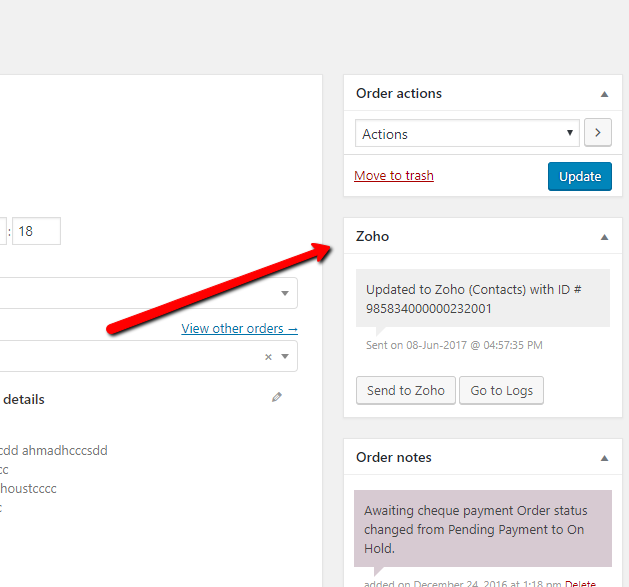 Order actions
Actions
Move to trash
Update
: 18
Zoho
Updated to Zoho (Contacts) with ID #
985834000000232001
View other orders →
Sent on 08-Jun-2017 @ 04:57:35 PM
Send to Zoho
Go to Logs
details
cdd ahmadhcccsdd
cc
houstcccc
Order notes
Awaiting cheque payment Order status
changed from Pending Payment to On
Hold.
added on December 24, 2016 at 1:18 pm Delete